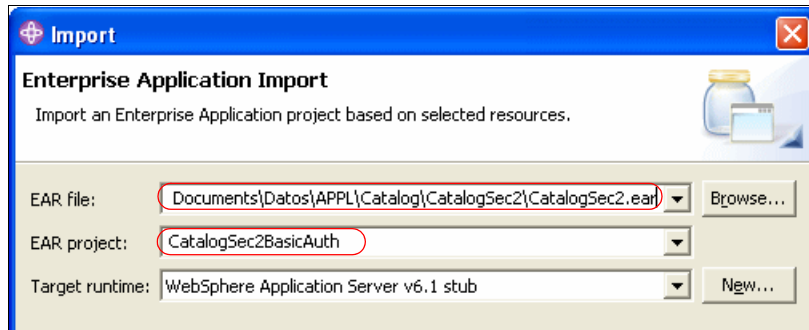 Import
Enterprise Application Import
Import an Enterprise Application project based on selected resources.
EAR file: Documents\Datos\APPL\Catalog\CatalogSec2\CatalogSec2.ear Browse...
EAR project: CatalogSec2BasicAuth
Target runtime: WebSphere Application Server v6.1 stub New...